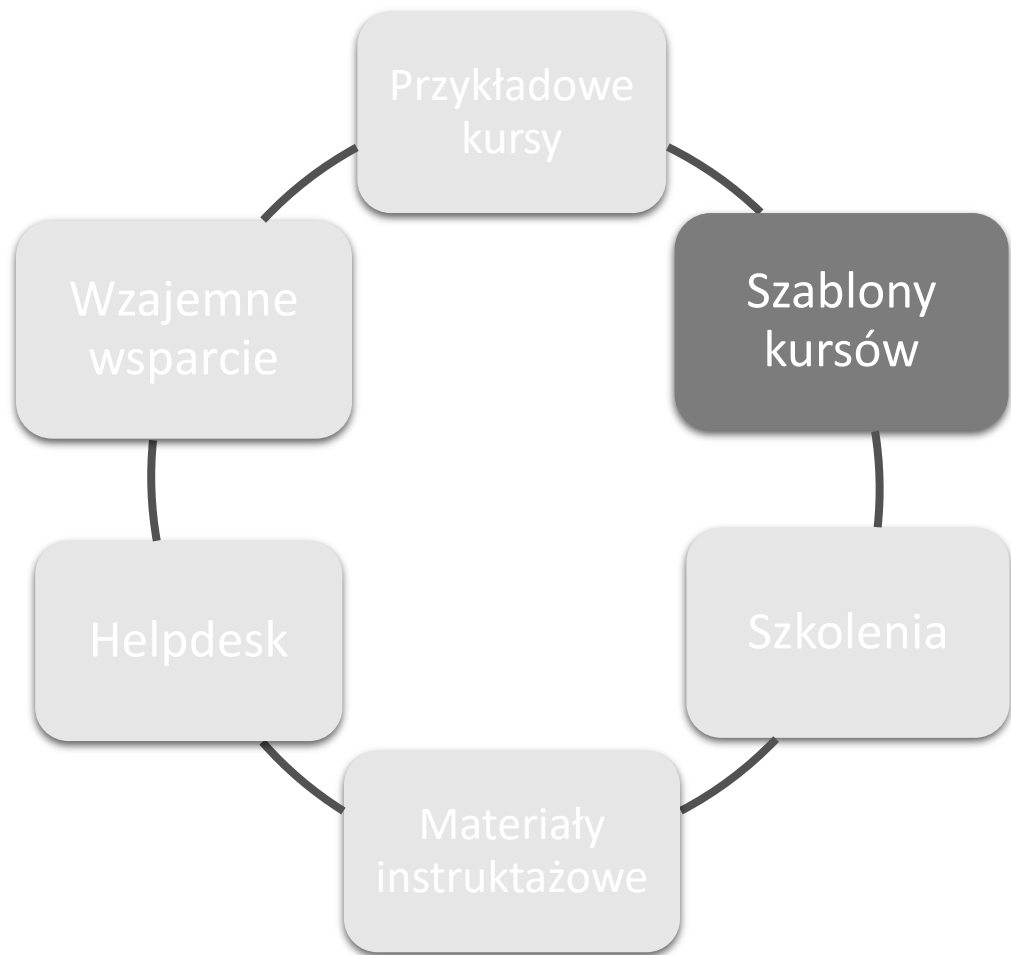 Przykładowe
kursy
Szablony
kursów
Szkolenia
Materiały
instruktażowe
Helpdesk
Wzajemne
wsparcie